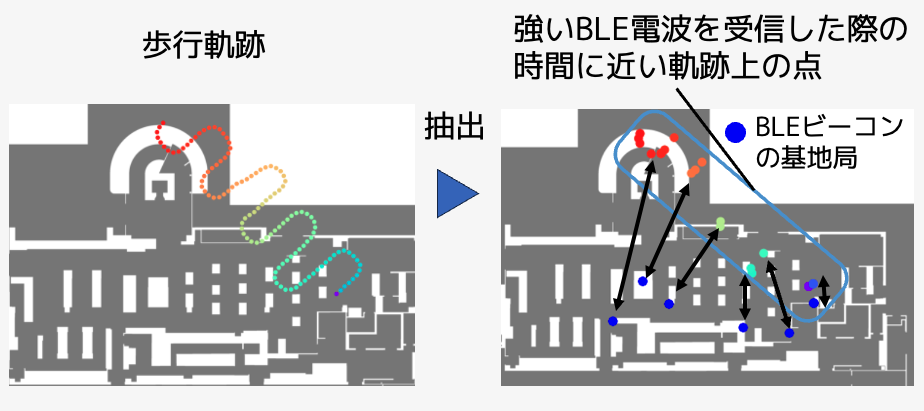 歩行軌跡
抽出
強いBLE電波を受信した際の
時間に近い軌跡上の点
BLEビーコン
の基地局